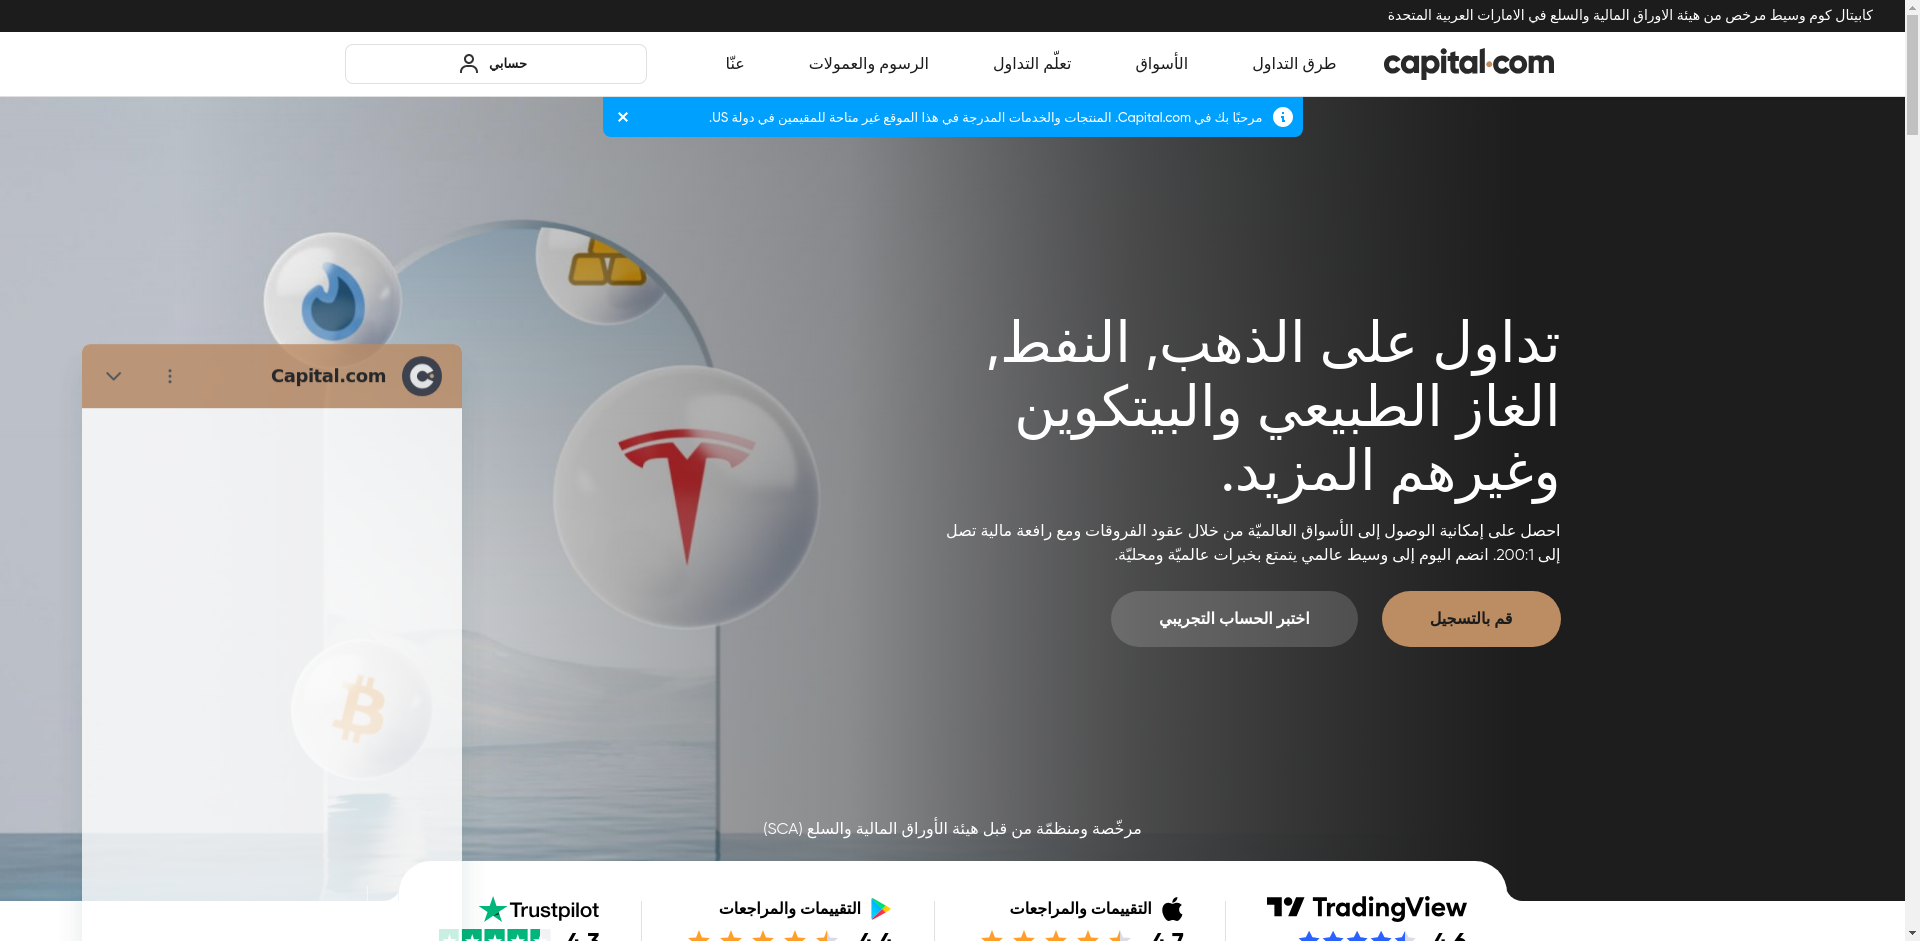 كابيتال كوم وسيط مرخص من هيئة الاوراق المالية والسلع في الامارات العربية المتحدة
capital.com
طرق التداول
الأسواق
تعلّم التداول
الرسوم والعمولات
عنّا
حسابي
مرحبًا بك في Capital.com. المنتجات والخدمات المدرجة في هذا الموقع غير متاحة للمقيمين في دولة US.
تداول على الذهب, النفط,
الغاز الطبيعي والبيتكوين
وغيرهم المزيد.
احصل على إمكانية الوصول إلى الأسواق العالميّة من خلال عقود الفروقات ومع رافعة مالية تصل
إلى 200:1. انضم اليوم إلى وسيط عالمي يتمتع بخبرات عالميّة ومحليّة.
قم بالتسجيل
اختبر الحساب التجريبي
Capital.com
مرخّصة ومنظمّة من قبل هيئة الأوراق المالية والسلع (SCA)
TradingView
4.6
التقييمات والمراجعات
4.7
التقييمات والمراجعات
4.4
Trustpilot
4.3